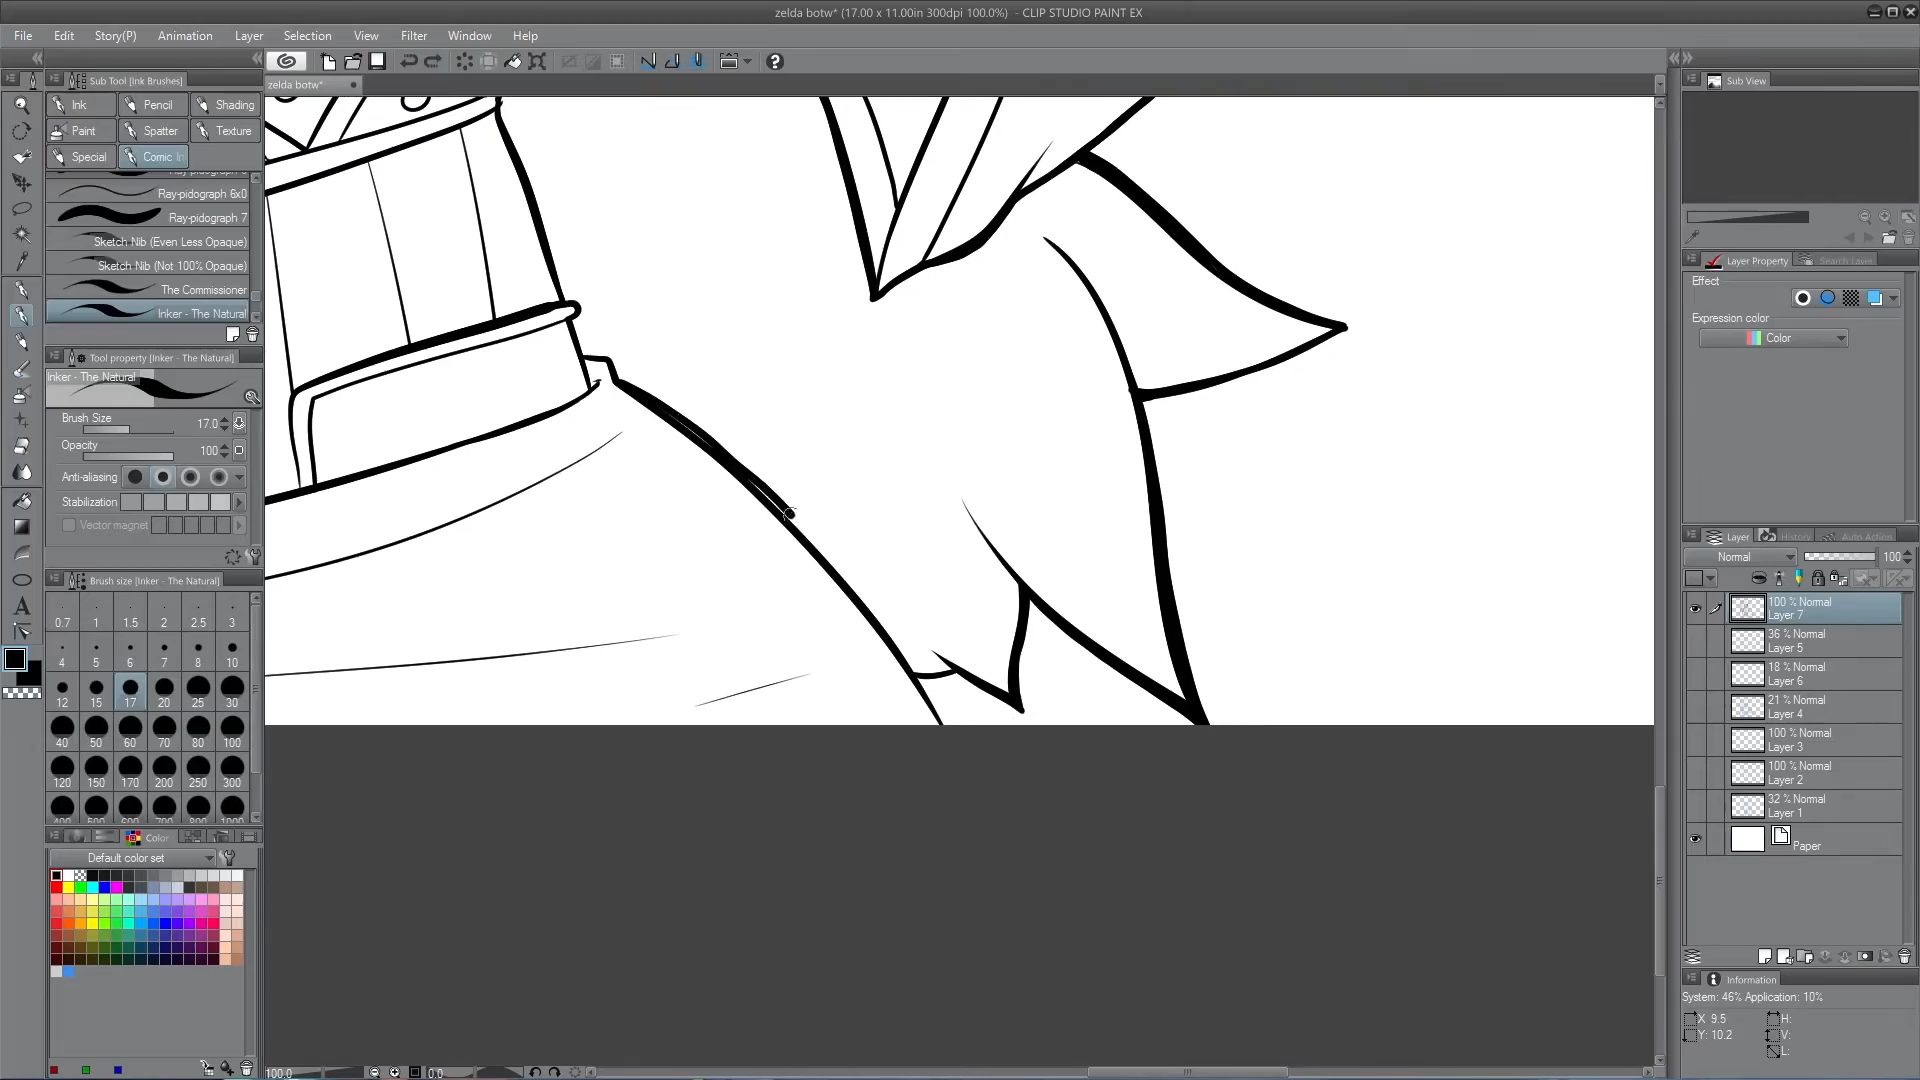 zelda botw* (17.00 x 11.00in 300dpi 100.0%) - CLIP STUDIO PAINT EX
File Edit Story(P) Animation Layer Selection View Filter Window Help
Sub Tool [Ink Brushes]
zelda botw*
Sub View
Ink Pencil Shading
Paint Spatter Texture
Special Comic In
Ray-pidograph 6x0
Ray-pidograph 7
Sketch Nib (Even Less Opaque)
Sketch Nib (Not 100% Opaque)
The Commissioner
Inker - The Natural
Tool property [Inker - The Natural]
Inker - The Natural
Brush Size 17.0
Opacity 100
Anti-aliasing
Stabilization
Vector magnet
Brush size [Inker - The Natural]
0.7 1 1.5 2 2.5 3
4 5 6 7 8 10
12 15 17 20 25 30
40 50 60 70 80 100
120 150 170 200 250 300
Color
Default color set
100.0 0.0
Layer Property Search Layer
Effect
Expression color
Color
Layer History Auto Action
Normal 100
100 % Normal
Layer 7
36 % Normal
Layer 5
18 % Normal
Layer 6
21 % Normal
Layer 4
100 % Normal
Layer 3
100 % Normal
Layer 2
32 % Normal
Layer 1
Paper
Information
System: 46% Application: 10%
X 9.5 H:
Y: 10.2 V:
L: